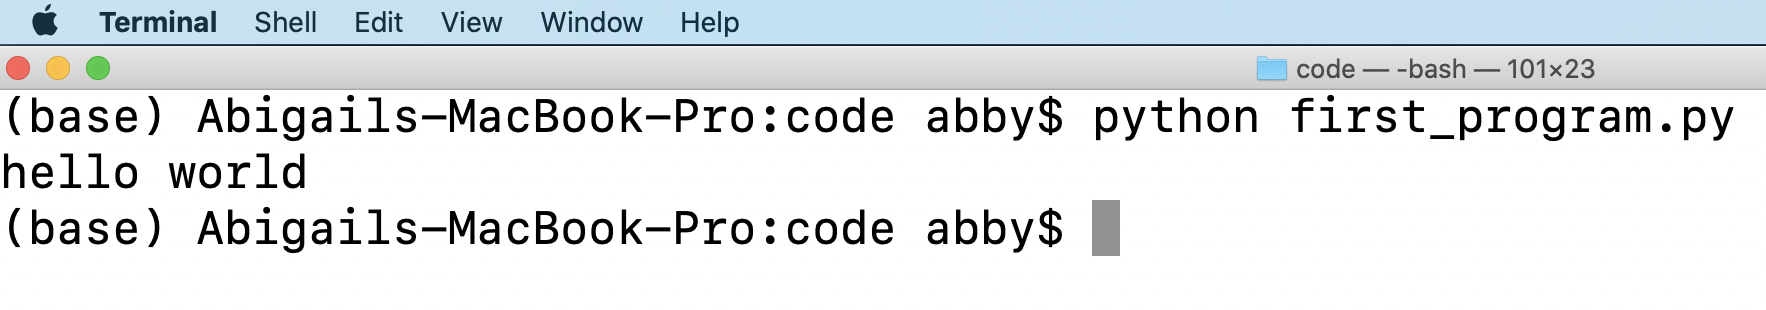 Terminal Shell Edit View Window Help
code — -bash — 101×23
(base) Abigails-MacBook-Pro:code abby$ python first_program.py
hello world
(base) Abigails-MacBook-Pro:code abby$